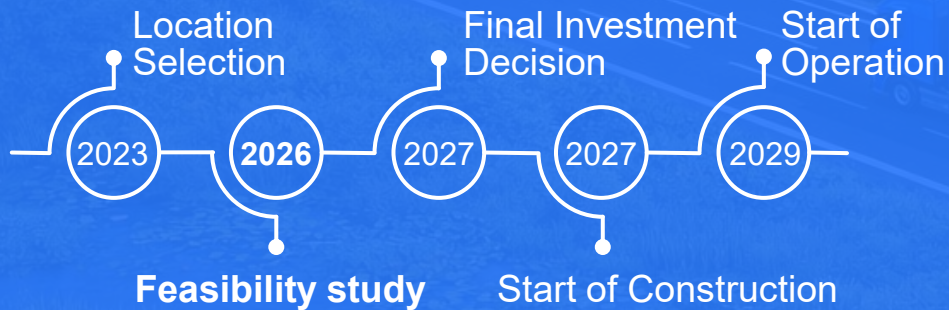 Location
Selection
Final Investment
Decision
Start of
Operation
2023
2026
2027
2027
2029
Feasibility study
Start of Construction